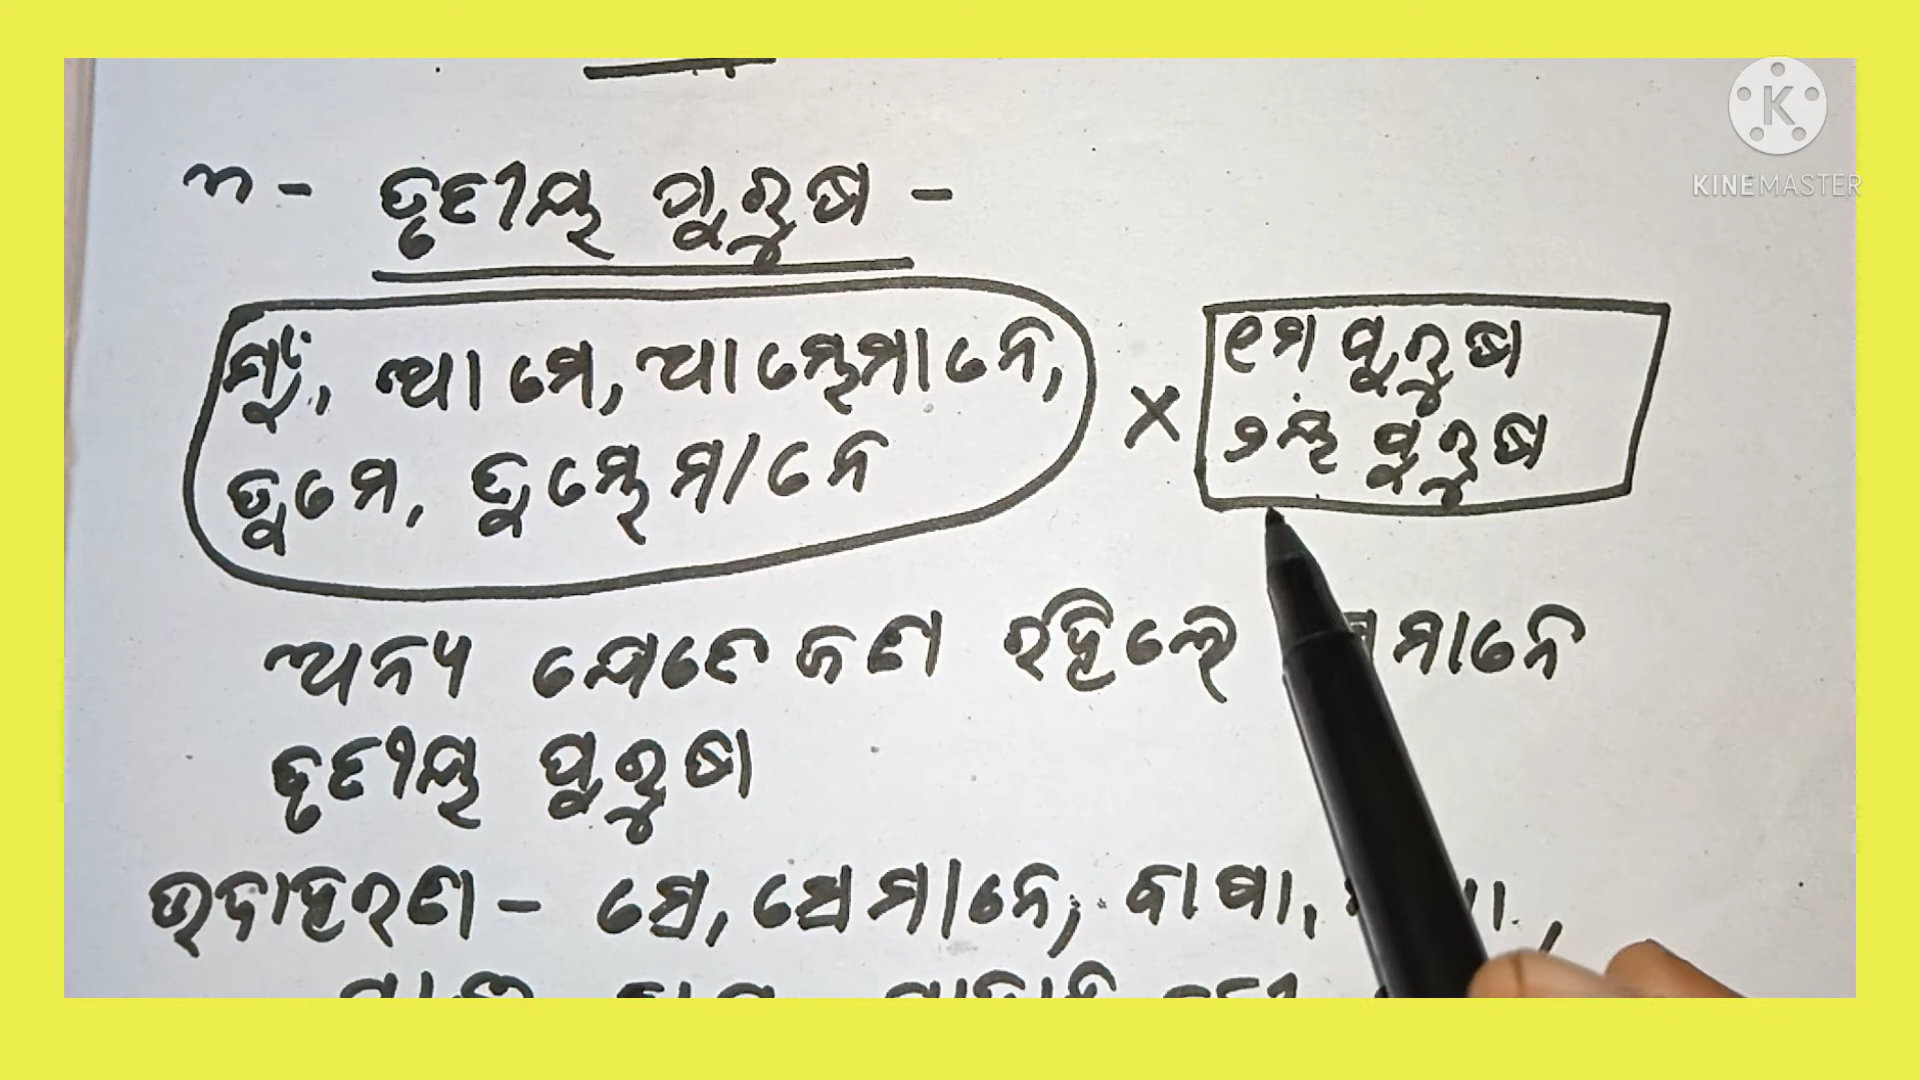 ୩ - ତୃତୀୟ ପୁରୁଷ -
ମୁଁ, ଆମେ, ଆମ୍ଭେମାନେ,
ତୁମେ, ତୁମ୍ଭେମାନେ
×
୧ମ ପୁରୁଷ
୨ୟ ପୁରୁଷ
ଅନ୍ୟ ଯେତେ ଜଣ ରହିଲେ
ତୃତୀୟ ପୁରୁଷ
ଉଦାହରଣ - ସେ, ସେମାନେ, ବାପା,
KINEMASTER